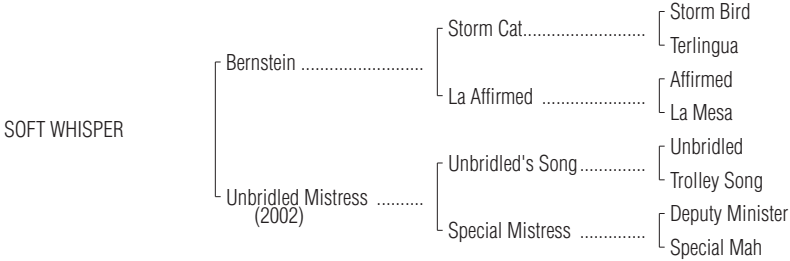 Storm Bird
Storm Cat..........................
Terlingua
Bernstein ..........................
Affirmed
La Affirmed ......................
La Mesa
SOFT WHISPER
Unbridled
Unbridled's Song..............
Trolley Song
Unbridled Mistress ..........
(2002)
Deputy Minister
Special Mistress ..............
Special Mah